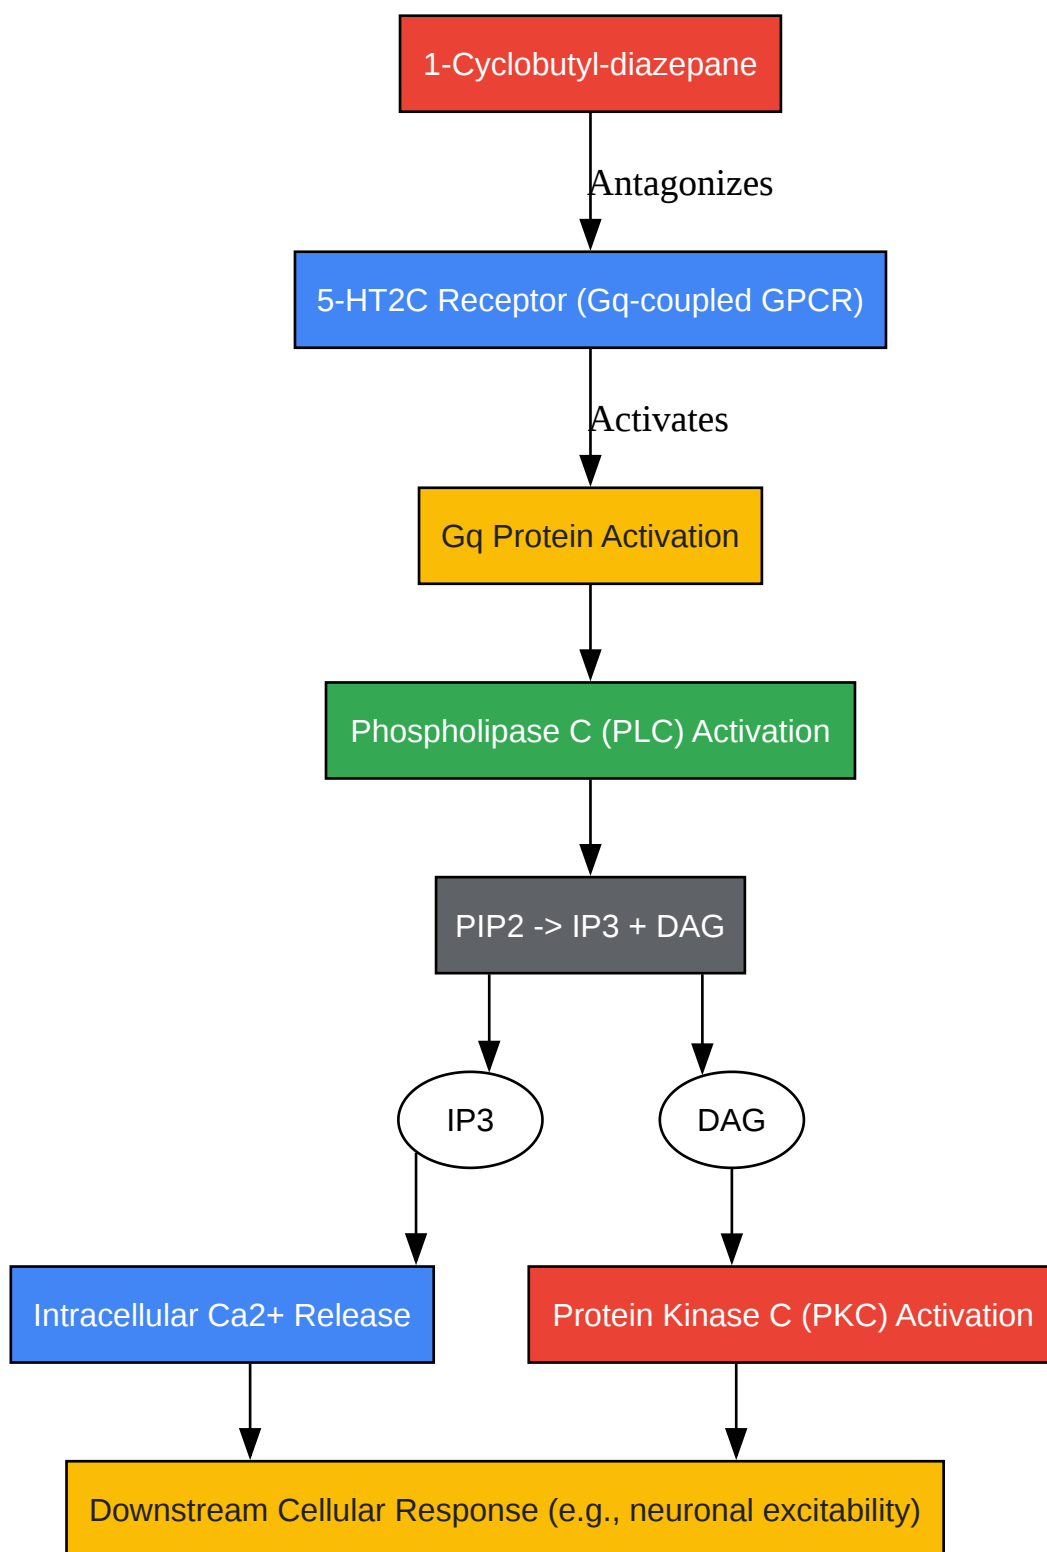 1-Cyclobutyl-diazepane
Antagonizes
5-HT2C Receptor (Gq-coupled GPCR)
Activates
Gq Protein Activation
Phospholipase C (PLC) Activation
PIP2 -> IP3 + DAG
IP3
DAG
Intracellular Ca2+ Release
Protein Kinase C (PKC) Activation
Downstream Cellular Response (e.g., neuronal excitability)